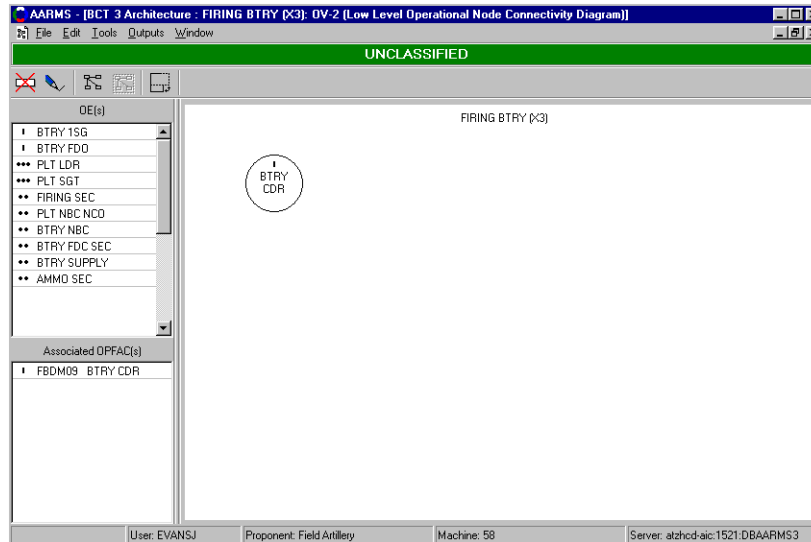 AARMS - [BCT 3 Architecture : FIRING BTRY (X3): OV-2 (Low Level Operational Node Connectivity Diagram)]
File Edit Tools Outputs Window
UNCLASSIFIED
OE(s)
BTRY 1SG
BTRY FDO
PLT LDR
PLT SGT
FIRING SEC
PLT NBC NCO
BTRY NBC
BTRY FDC SEC
BTRY SUPPLY
AMMO SEC
Associated OPFAC(s)
FBDM09 BTRY CDR
FIRING BTRY (X3)
BTRY
CDR
User: EVANSJ Proponent: Field Artillery Machine: 58 Server: atzhcd-aic:1521:DBAARMS3